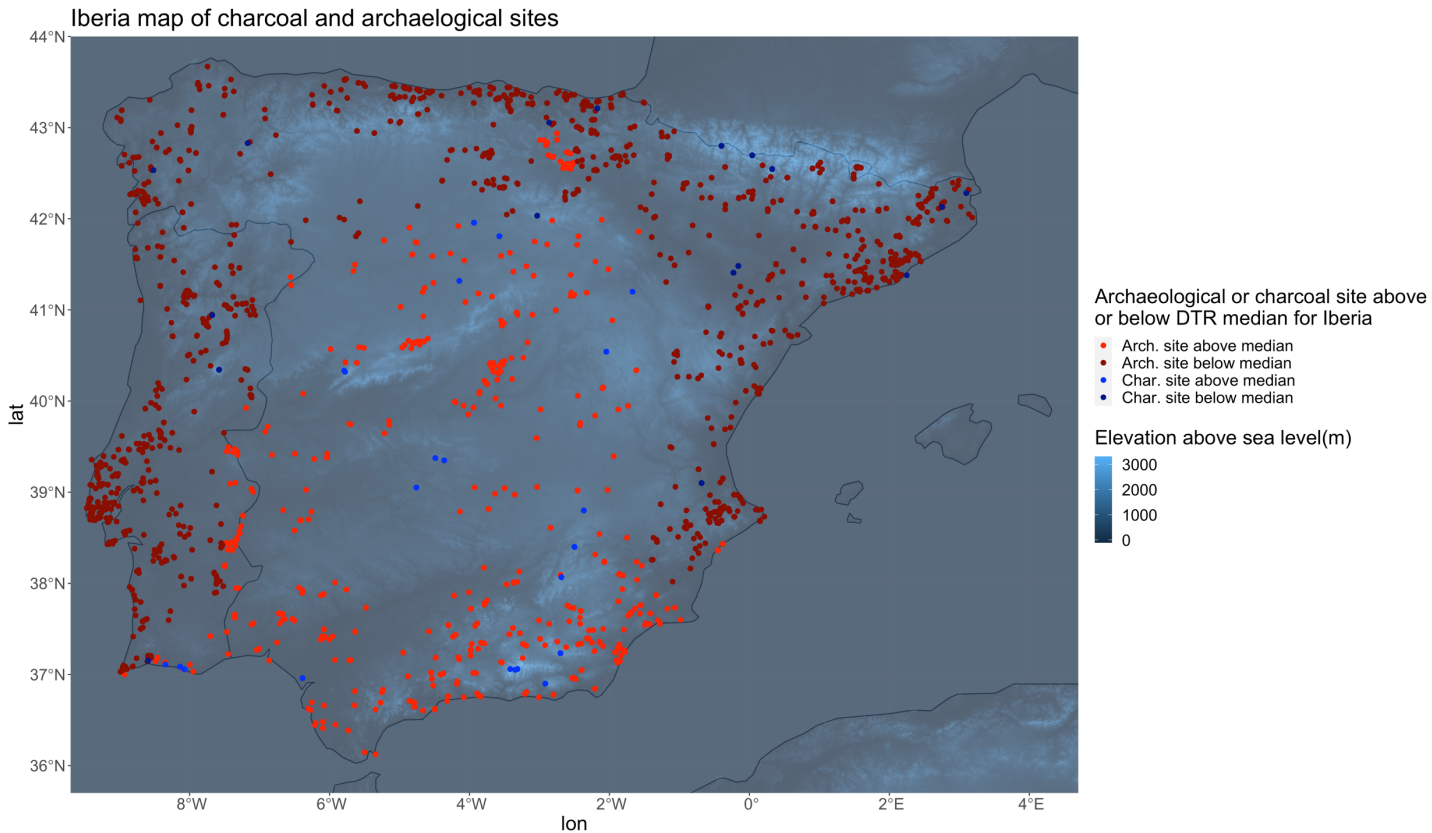 Iberia map of charcoal and archaelogical sites
44°N
43°N
42°N
41°N
40°N
39°N
38°N
37°N
36°N
lat
8°W
6°W
4°W
2°W
0°
2°E
4°E
lon
Archaeological or charcoal site above
or below DTR median for Iberia
Arch. site above median
Arch. site below median
Char. site above median
Char. site below median
Elevation above sea level(m)
3000
2000
1000
0